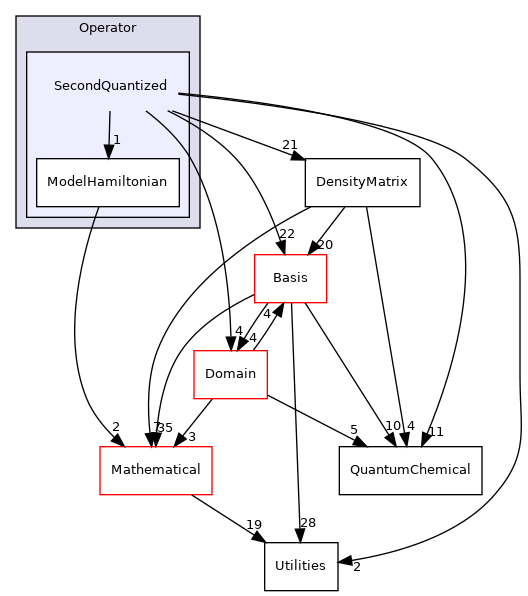 Operator
SecondQuantized
1
21
ModelHamiltonian
DensityMatrix
22
20
Basis
4
4
4
Domain
2
7
35
3
5
10
4
11
Mathematical
QuantumChemical
19
28
Utilities
2